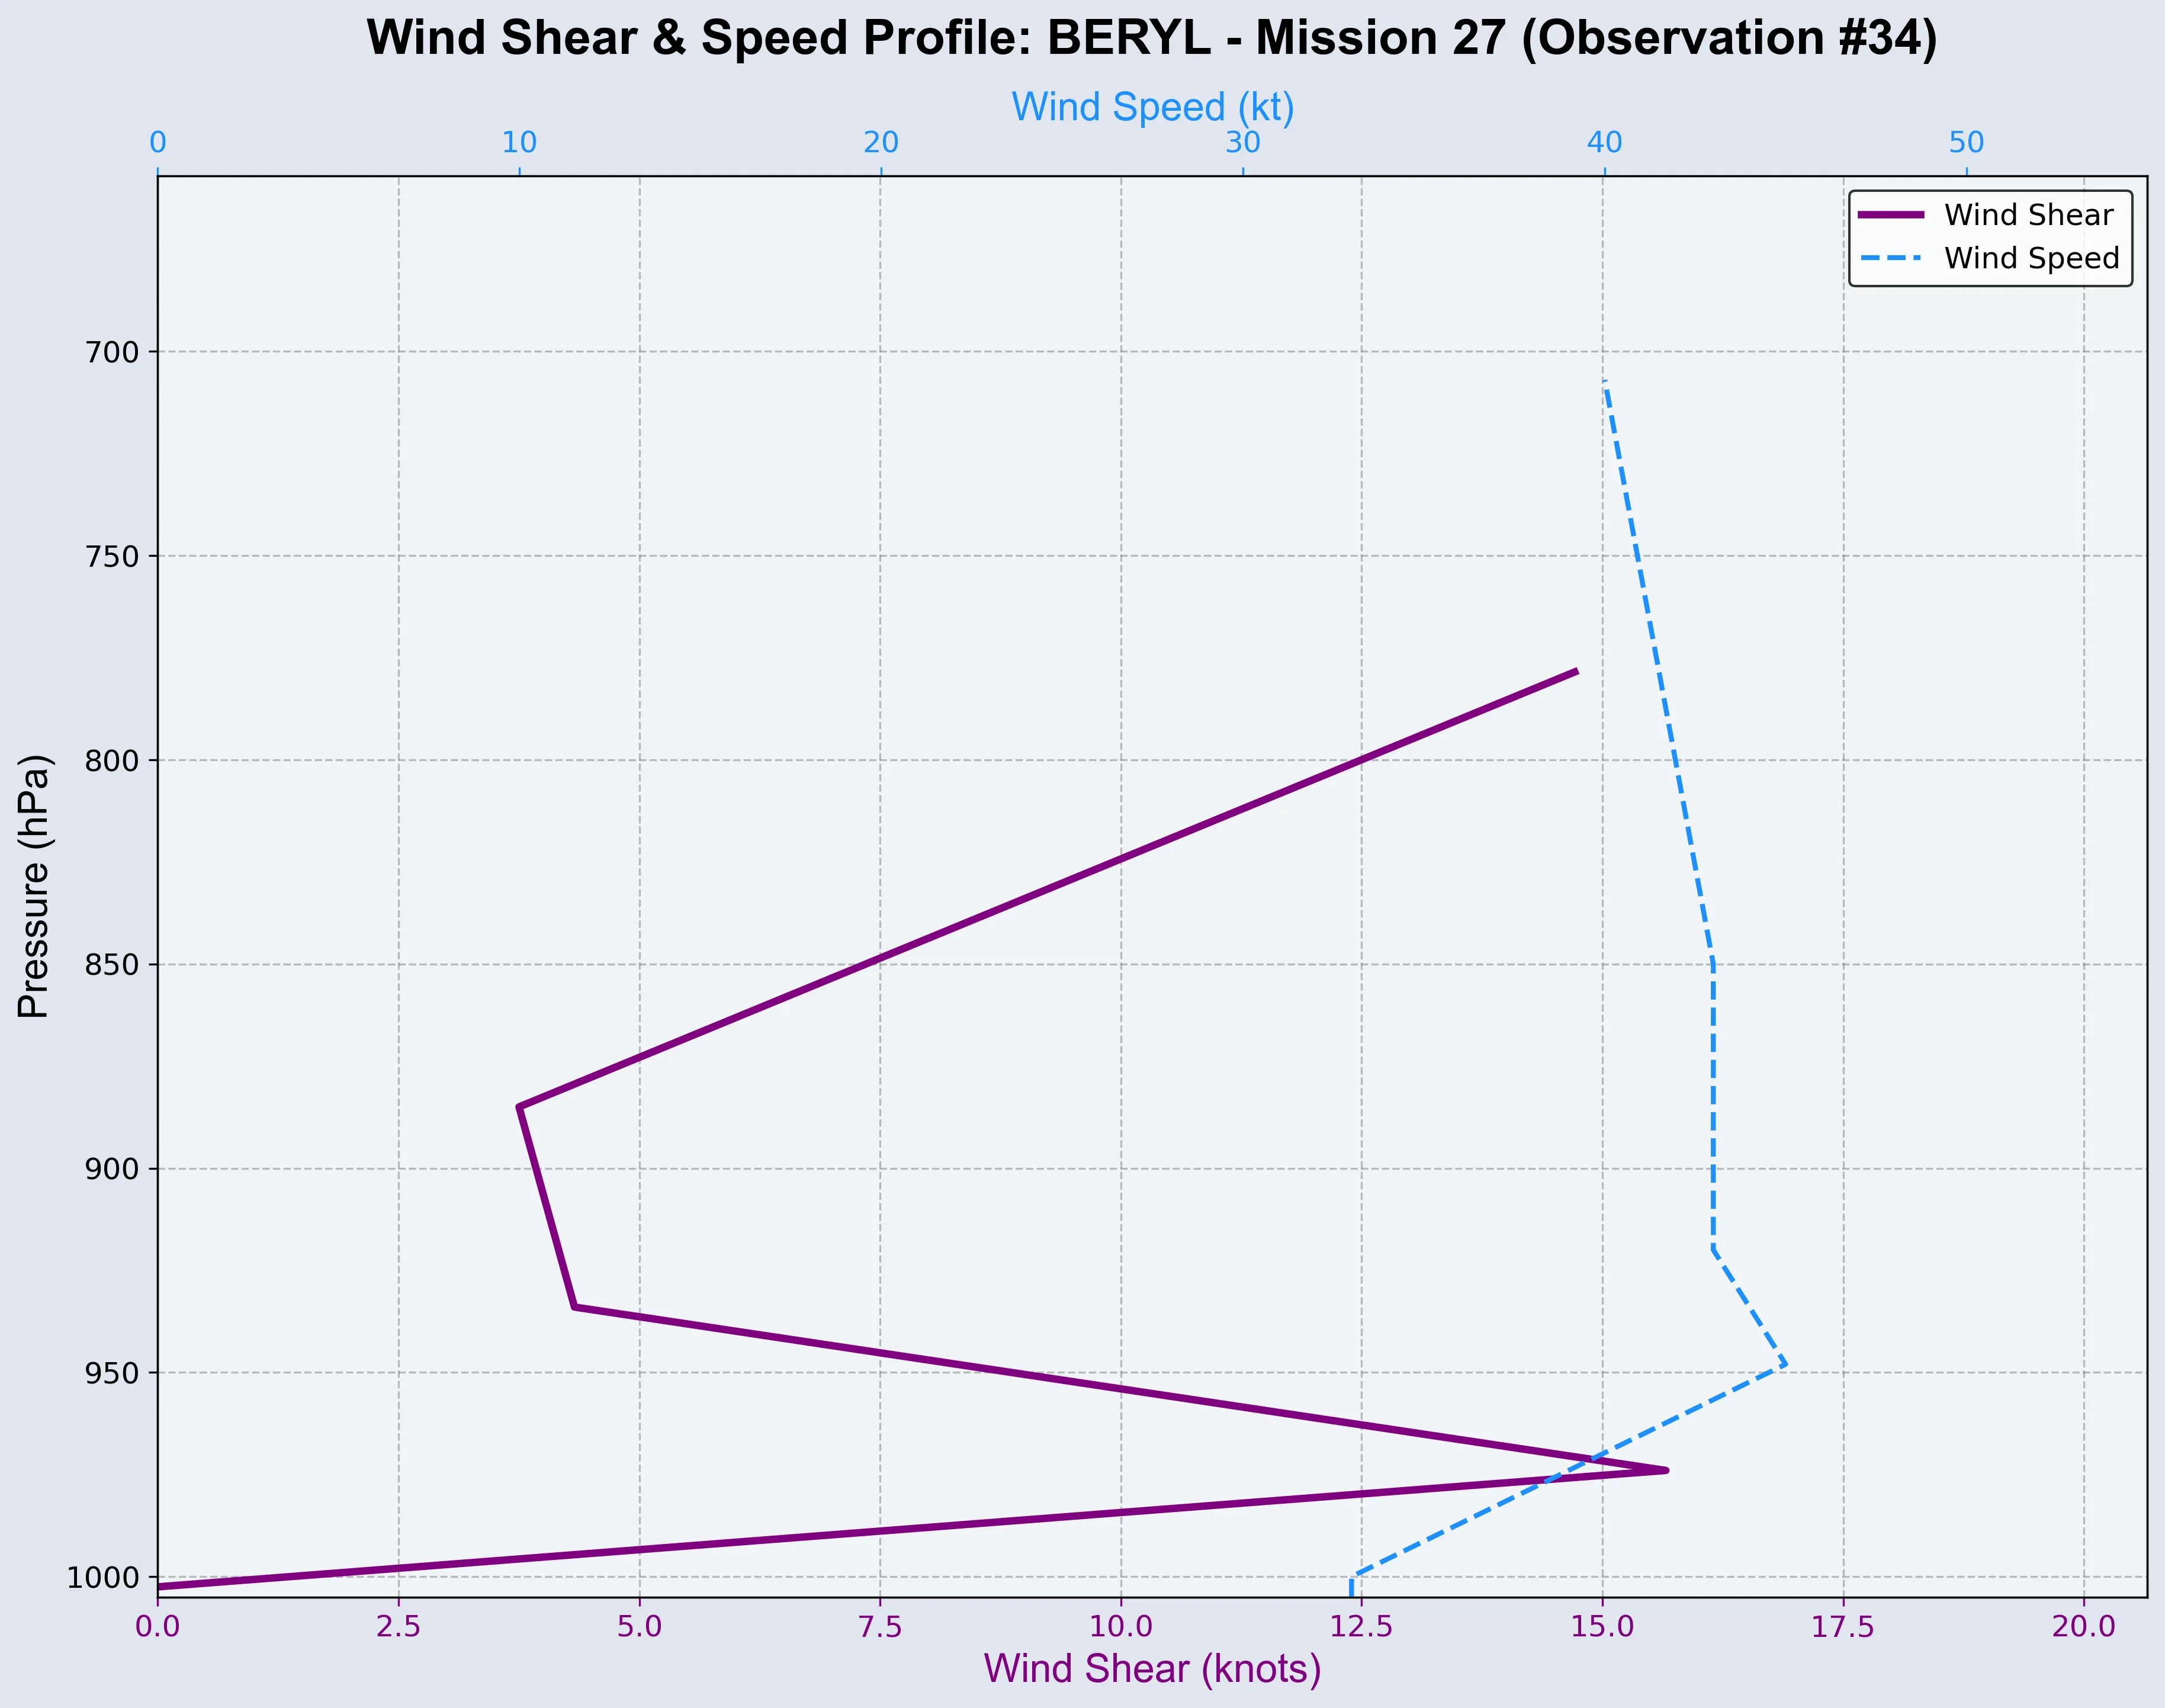 Wind Shear & Speed Profile: BERYL - Mission 27 (Observation #34)
Wind Speed (kt)
0 10 20 30 40 50
Wind Shear
Wind Speed
700
750
800
850
900
950
1000
Pressure (hPa)
0.0 2.5 5.0 7.5 10.0 12.5 15.0 17.5 20.0
Wind Shear (knots)